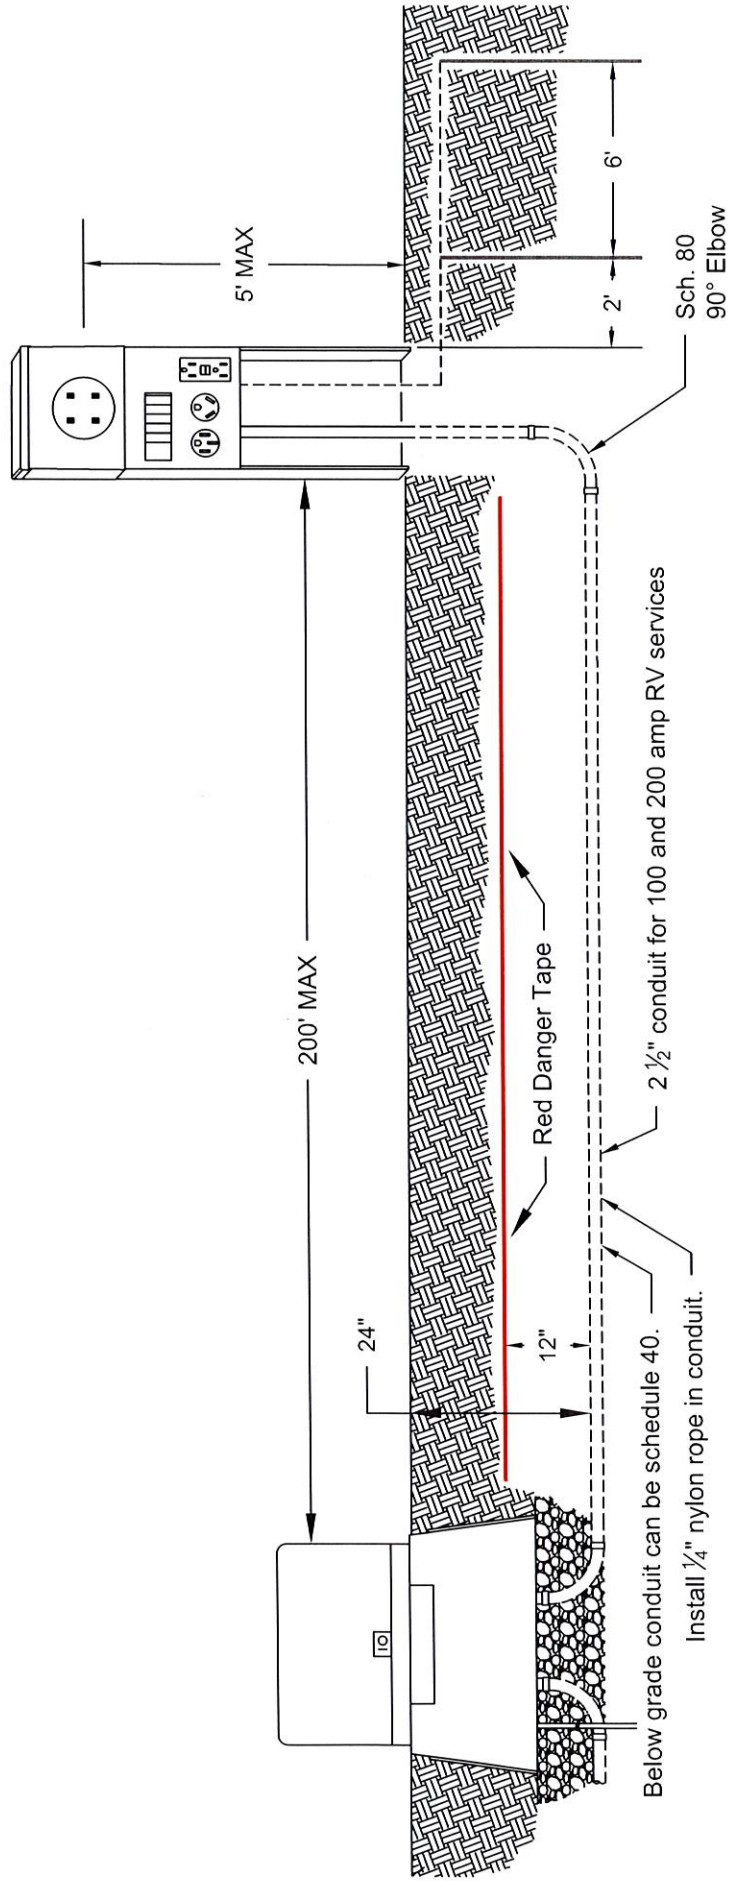 5' MAX
200' MAX
6'
2'
Sch. 80
90° Elbow
24"
12"
Red Danger Tape
2 ½" conduit for 100 and 200 amp RV services
Below grade conduit can be schedule 40.
Install ¼" nylon rope in conduit.